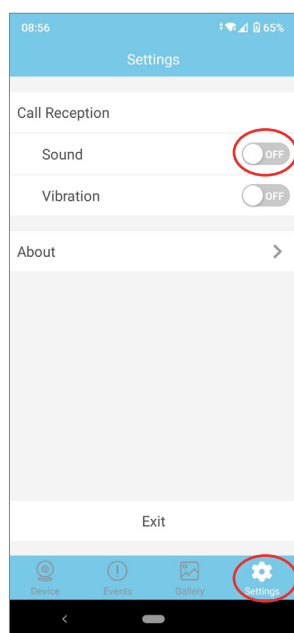 08:56 65%
Settings
Call Reception
Sound OFF
Vibration OFF
About
Exit
Device Events Gallery Settings